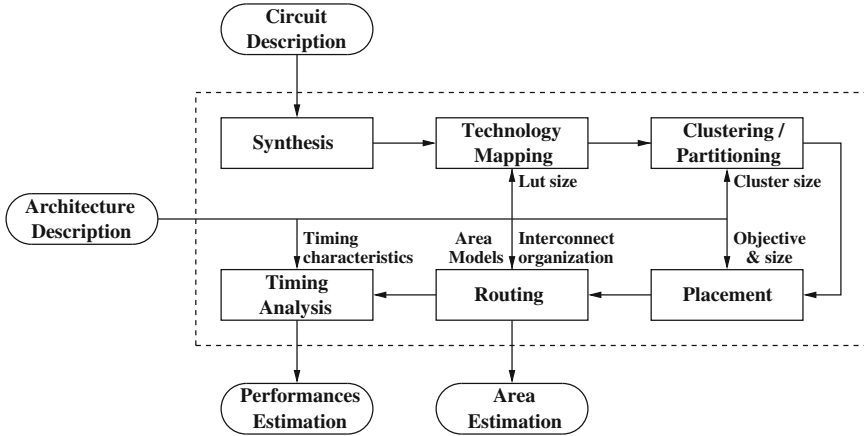 Circuit
Description
Synthesis
Technology
Mapping
Clustering /
Partitioning
Lut size
Cluster size
Architecture
Description
Timing
characteristics
Area
Models
Interconnect
organization
Objective
& size
Timing
Analysis
Routing
Placement
Performances
Estimation
Area
Estimation